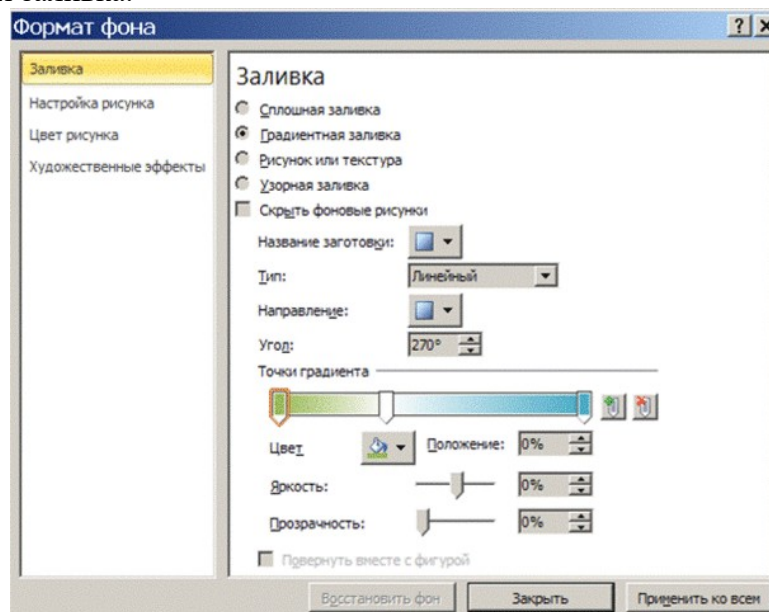 Формат фона
Заливка
Настройка рисунка
Цвет рисунка
Художественные эффекты
Заливка
Сплошная заливка
Градиентная заливка
Рисунок или текстура
Узорная заливка
Скрыть фоновые рисунки
Название заготовки:
Тип: Линейный
Направление:
Угол: 270°
Точки градиента
Цвет Положение: 0%
Яркость: 0%
Прозрачность: 0%
Повернуть вместе с фигурой
Восстановить фон Закрыть Применить ко всем